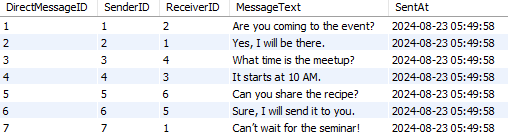 DirectMessageID SenderID ReceiverID MessageText SentAt
1 1 2 Are you coming to the event? 2024-08-23 05:49:58
2 2 1 Yes, I will be there. 2024-08-23 05:49:58
3 3 4 What time is the meetup? 2024-08-23 05:49:58
4 4 3 It starts at 10 AM. 2024-08-23 05:49:58
5 5 6 Can you share the recipe? 2024-08-23 05:49:58
6 6 5 Sure, I will send it to you. 2024-08-23 05:49:58
7 7 1 Can't wait for the seminar! 2024-08-23 05:49:58